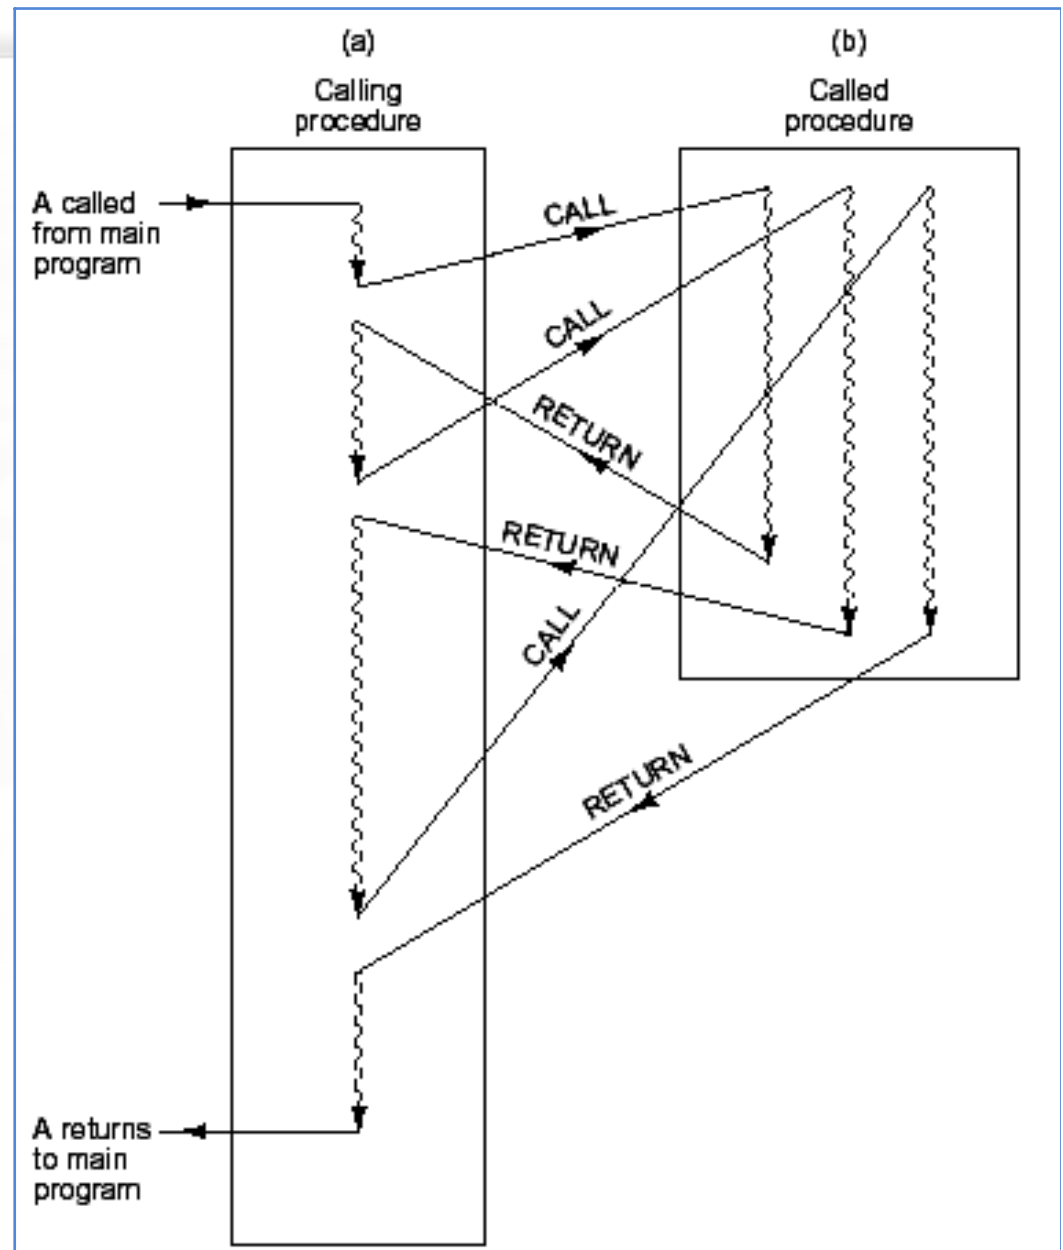 (a)
Calling
procedure
(b)
Called
procedure
A called
from main
program
CALL
CALL
RETURN
RETURN
CALL
RETURN
A returns
to main
program